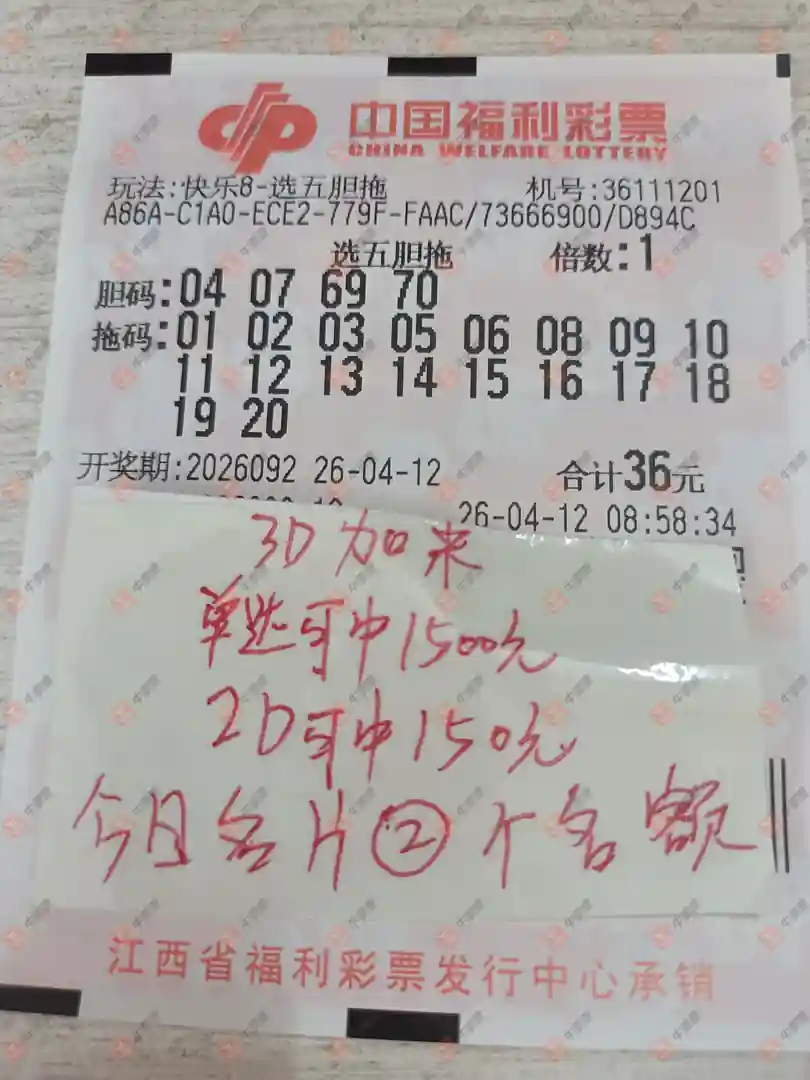 中国福利彩票
CHINA WELFARE LOTTERY
玩法:快乐8-选五胆拖 机号:36111201
A86A-C1A0-ECE2-779F-FAAC/73666900/D894C
选五胆拖 倍数:1
胆码:04 07 69 70
拖码:01 02 03 05 06 08 09 10
11 12 13 14 15 16 17 18
19 20
开奖期:2026092 26-04-12 合计36元
26-04-12 08:58:34
3D加来
单选可中1500元
2D可中150元
今日名片②个名额
江西省福利彩票发行中心承销